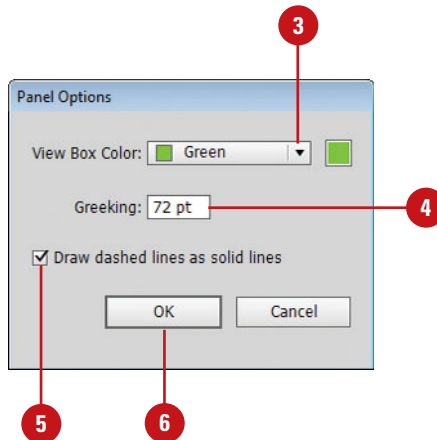 3
Panel Options
View Box Color: Green
Greeking: 72 pt
4
Draw dashed lines as solid lines
OK Cancel
5 6